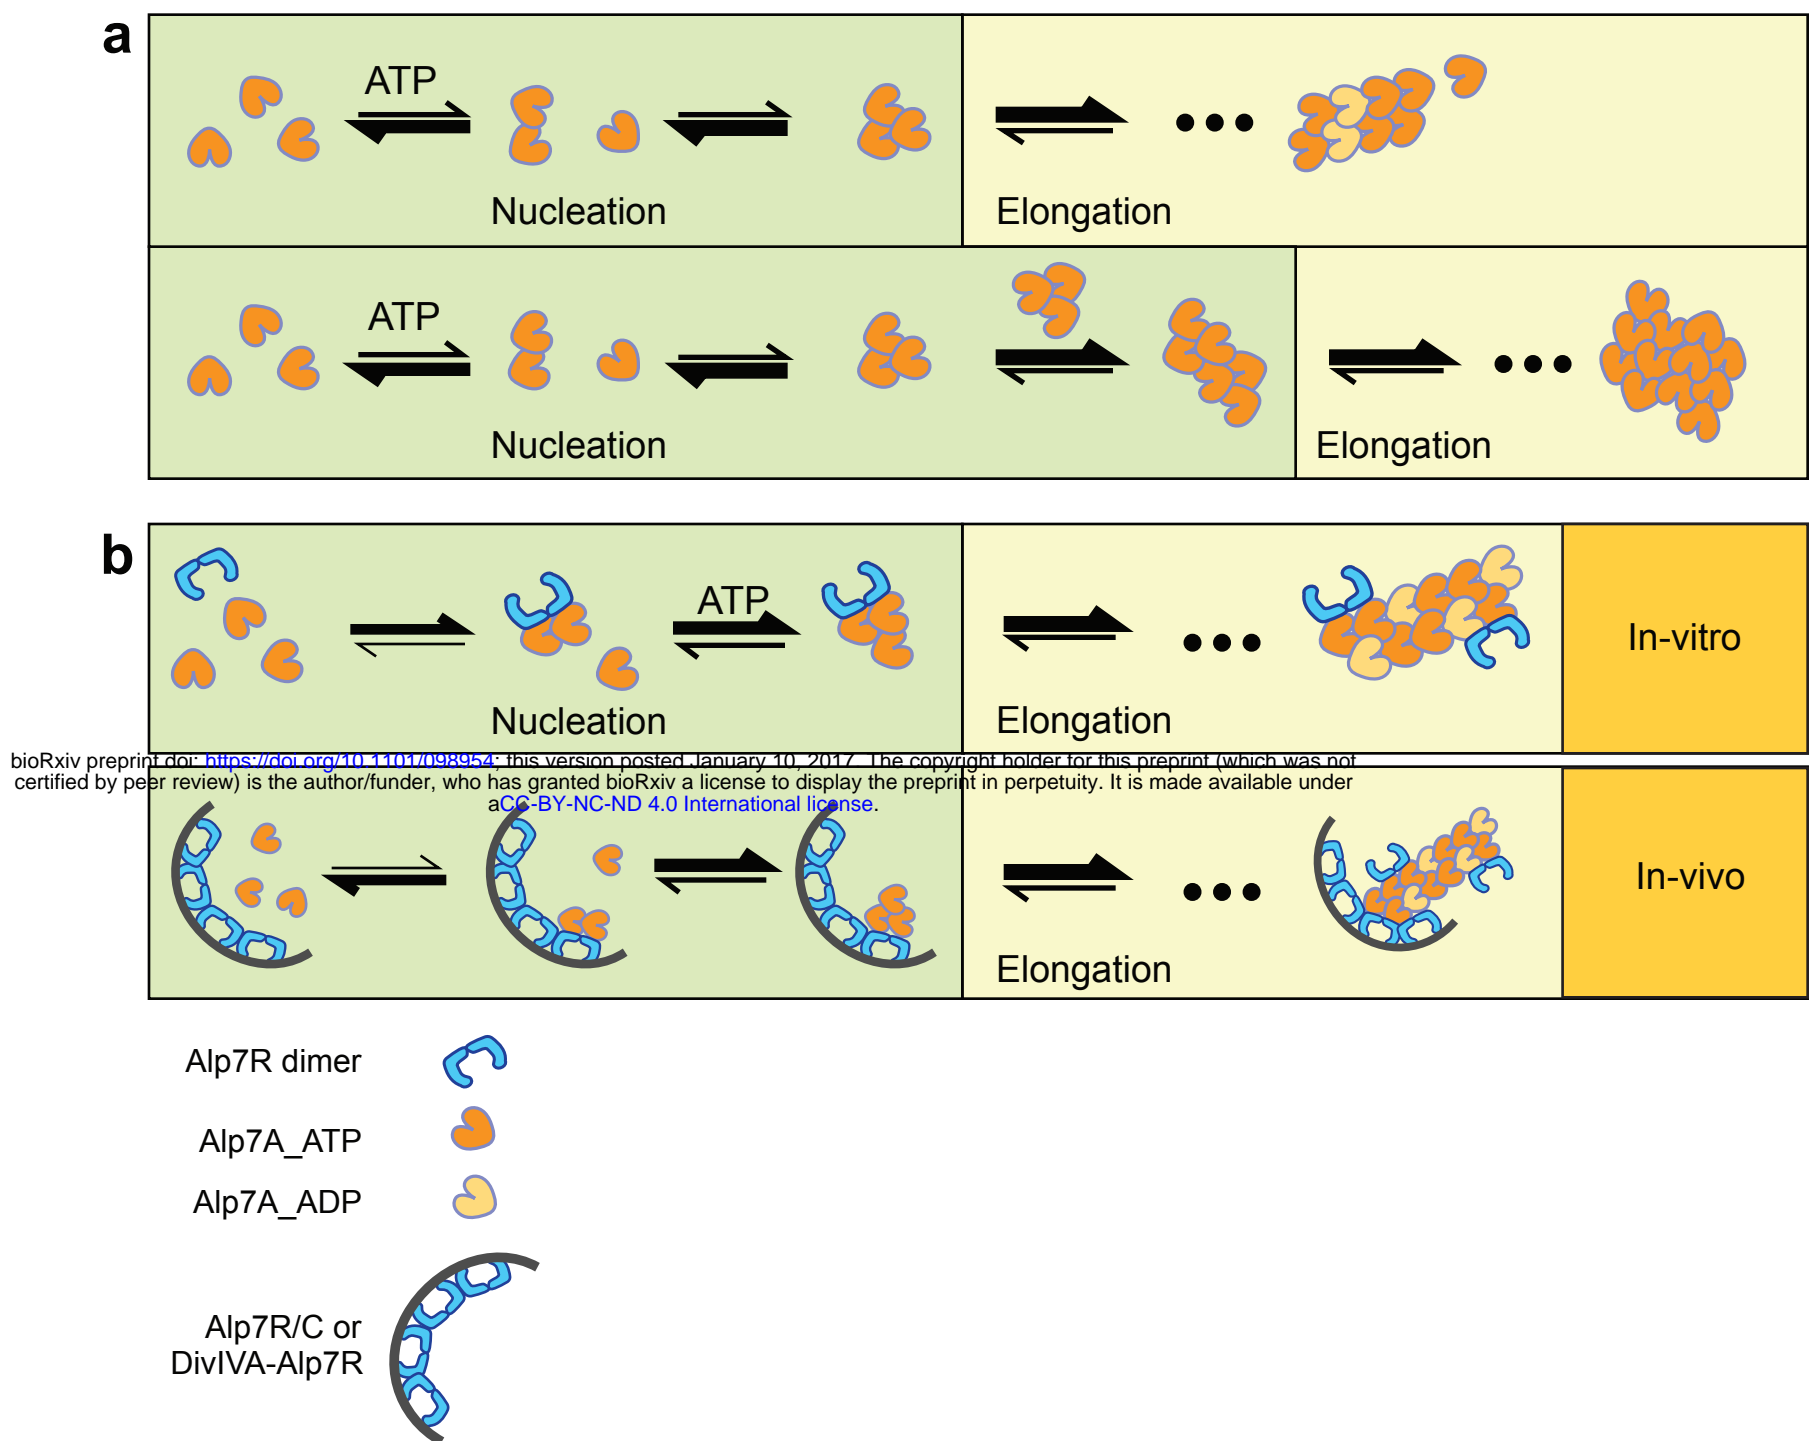 a
ATP
Nucleation
Elongation
ATP
Nucleation
Elongation
b
ATP
Nucleation
Elongation
In-vitro
bioRxiv preprint doi: https://doi.org/10.1101/098954; this version posted January 10, 2017. The copyright holder for this preprint (which was not
certified by peer review) is the author/funder, who has granted bioRxiv a license to display the preprint in perpetuity. It is made available under
aCC-BY-NC-ND 4.0 International license.
Elongation
In-vivo
Alp7R dimer
Alp7A_ATP
Alp7A_ADP
Alp7R/C or
DivIVA-Alp7R